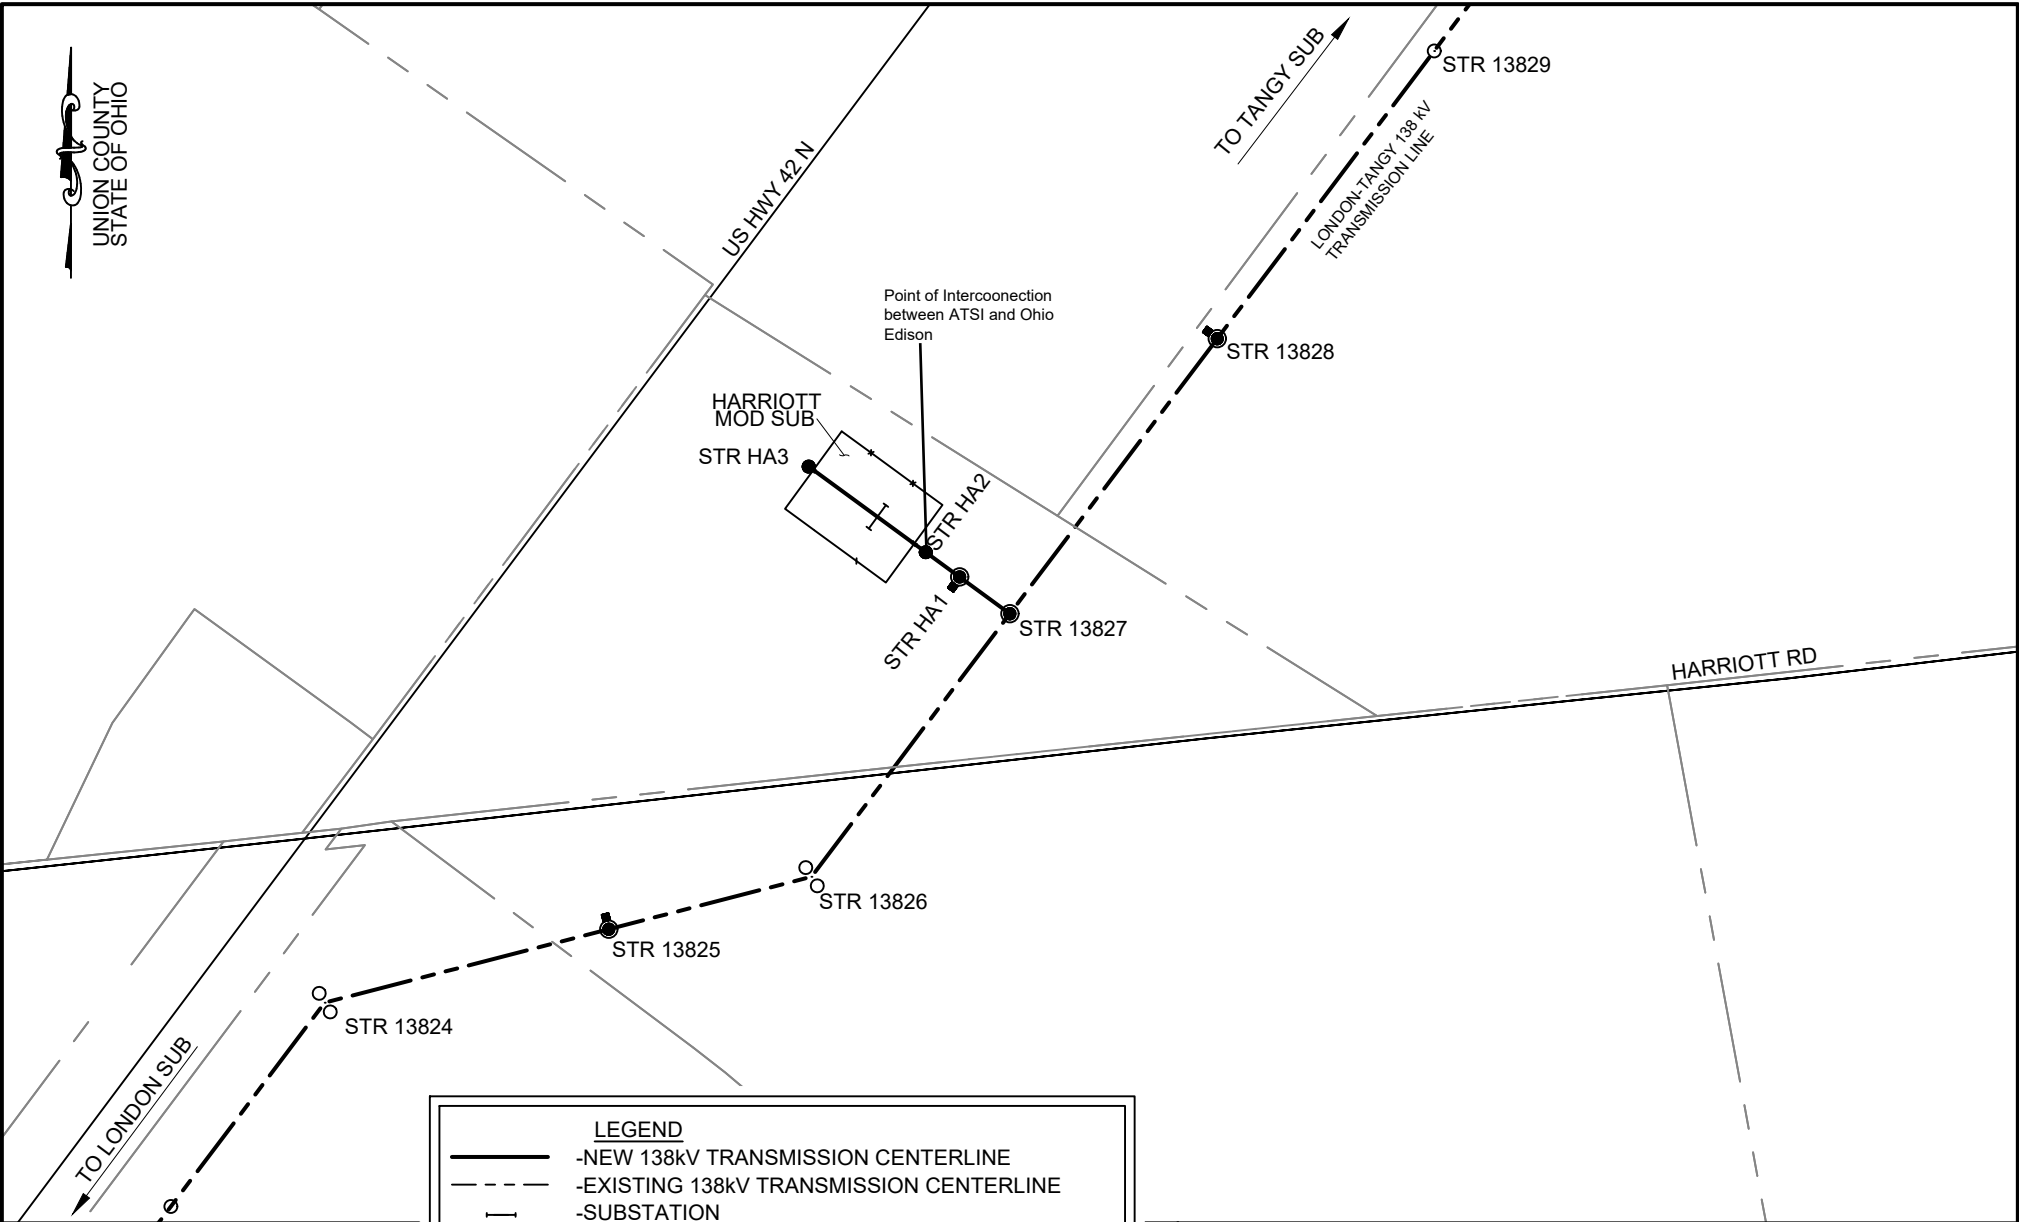 UNION COUNTY
STATE OF OHIO
US HWY 42 N
TO TANGY SUB
STR 13829
LONDON-TANGY 138 kV
TRANSMISSION LINE
Point of Intercoonection
between ATSI and Ohio
Edison
STR 13828
HARRIOTT
MOD SUB
STR HA3
STR HA2
STR HA1
STR 13827
HARRIOTT RD
STR 13826
STR 13825
STR 13824
TO LONDON SUB
LEGEND
-NEW 138kV TRANSMISSION CENTERLINE
-EXISTING 138kV TRANSMISSION CENTERLINE
-SUBSTATION